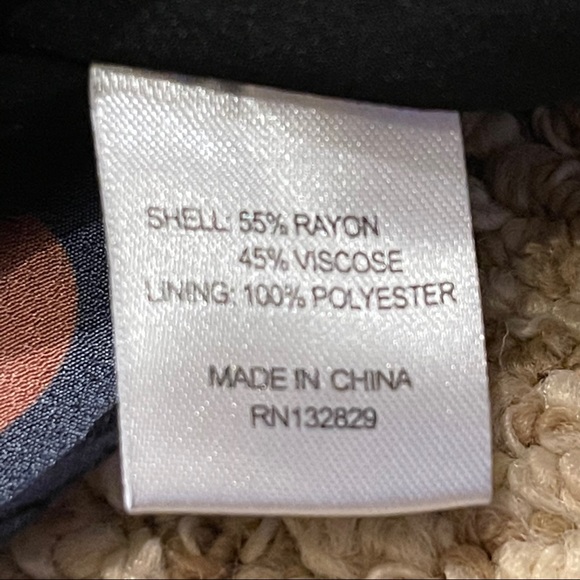 SHELL: 55% RAYON
45% VISCOSE
LINING: 100% POLYESTER
MADE IN CHINA
RN132829